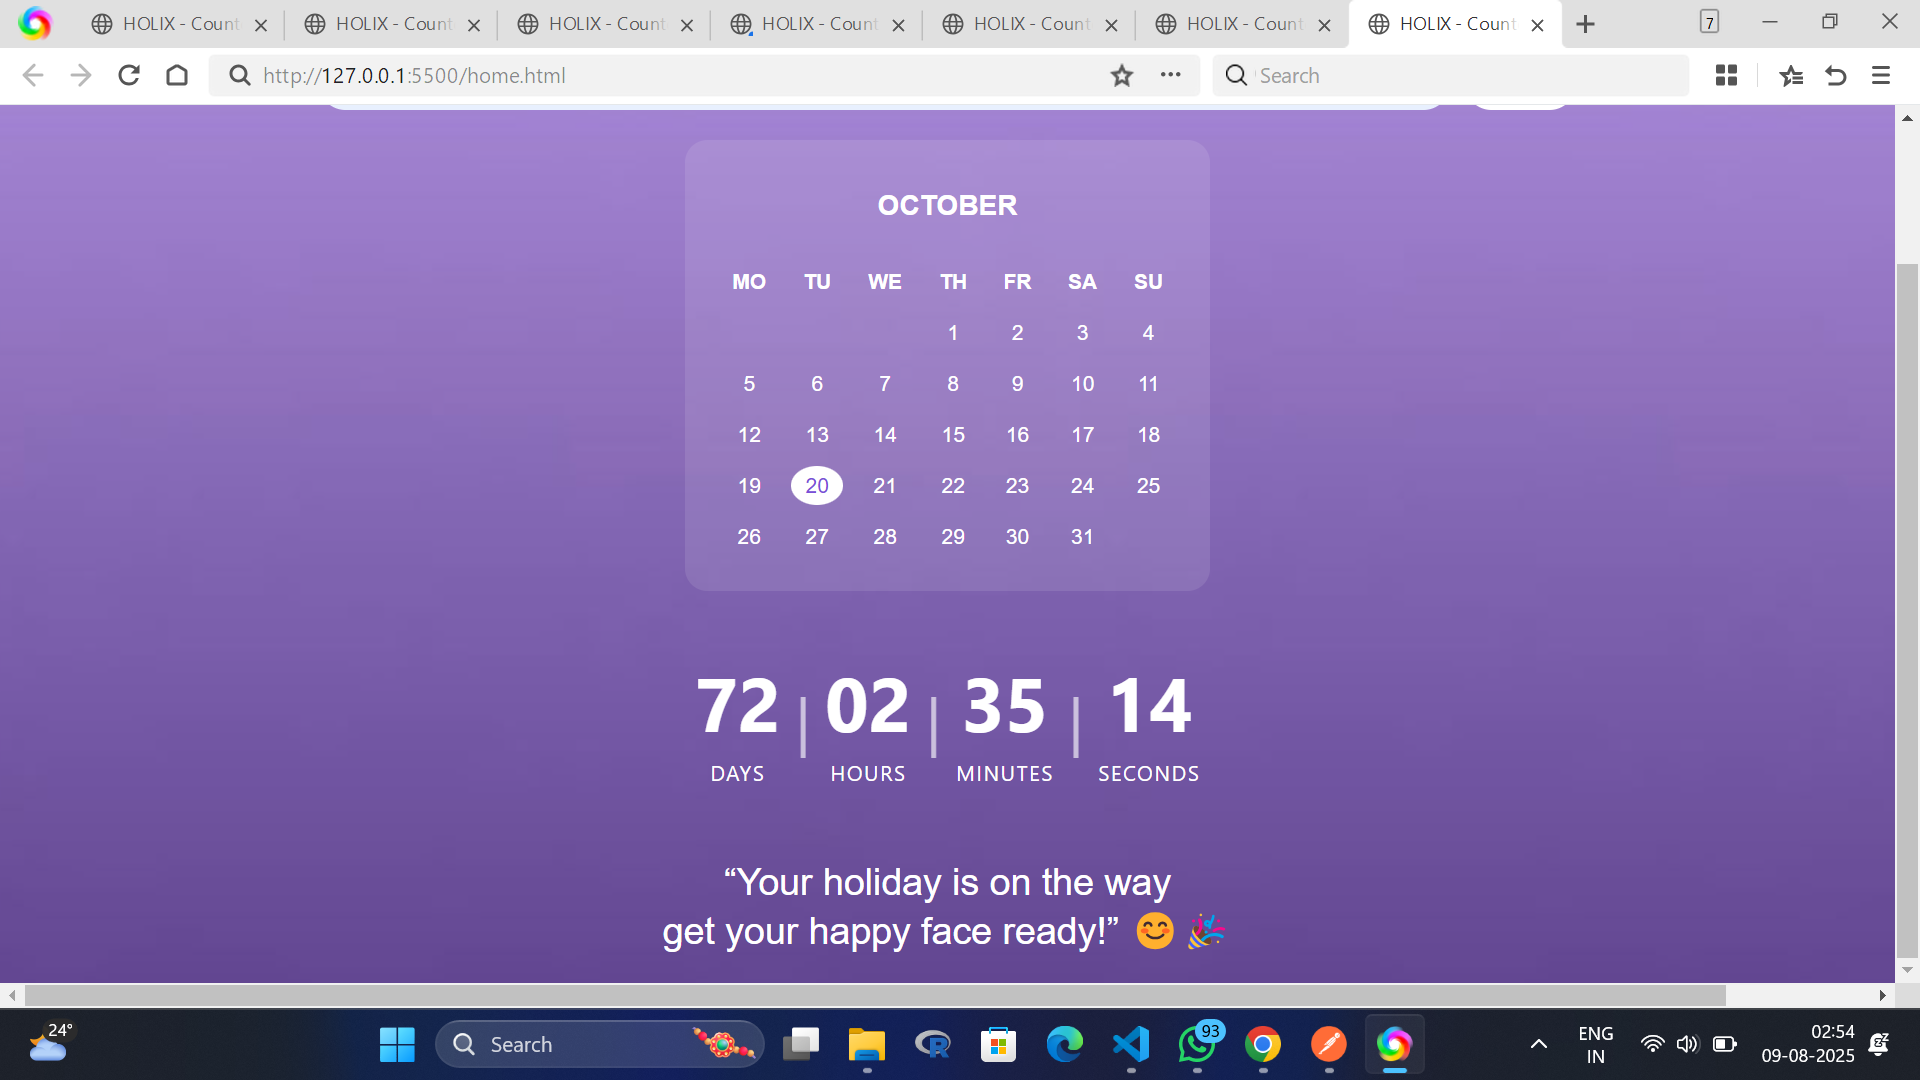 HOLIX - Count HOLIX - Count HOLIX - Count HOLIX - Count HOLIX - Count HOLIX - Count HOLIX - Count 7
http://127.0.0.1:5500/home.html Search
OCTOBER
MO TU WE TH FR SA SU
1 2 3 4
5 6 7 8 9 10 11
12 13 14 15 16 17 18
19 20 21 22 23 24 25
26 27 28 29 30 31
72 02 35 14
DAYS HOURS MINUTES SECONDS
“Your holiday is on the way
get your happy face ready!” 😊 🎉
24° Search 93 ENG 02:54
IN 09-08-2025